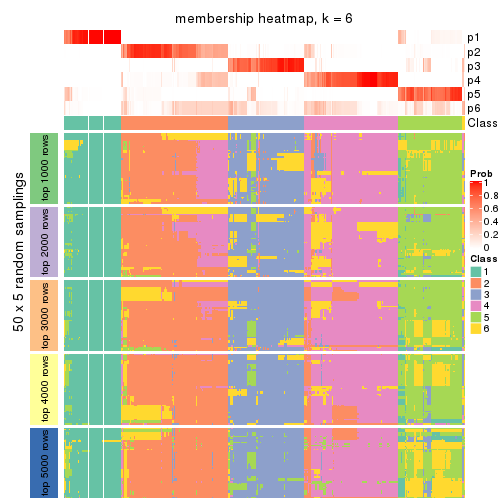 membership heatmap, k = 6
p1
p2
p3
p4
p5
p6
Class
50 x 5 random samplings
top 1000 rows
top 2000 rows
top 3000 rows
top 4000 rows
top 5000 rows
Prob
1
0.8
0.6
0.4
0.2
0
Class
1
2
3
4
5
6